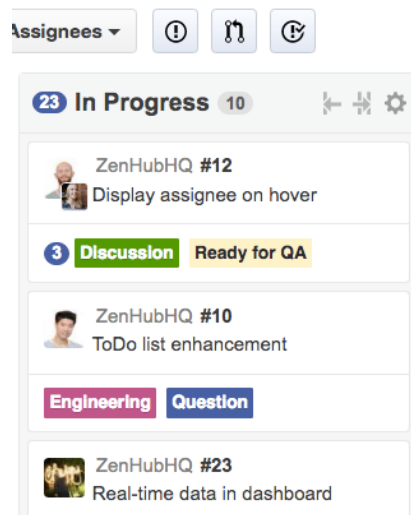 Assignees
23 In Progress 10
ZenHubHQ #12
Display assignee on hover
3 Discussion Ready for QA
ZenHubHQ #10
ToDo list enhancement
Engineering Question
ZenHubHQ #23
Real-time data in dashboard